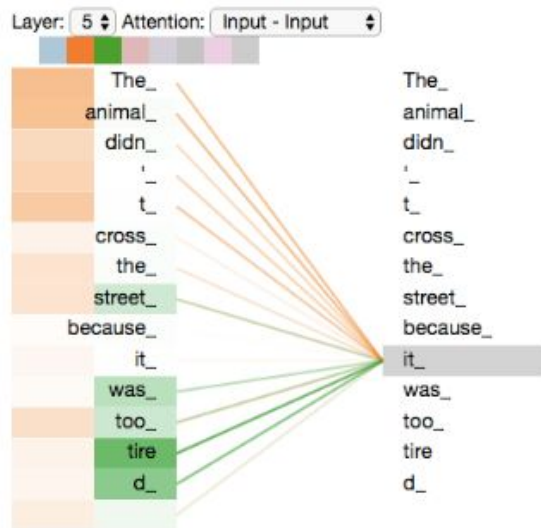 Layer: 5 Attention: Input - Input
The_ The_
animal_ animal_
didn_ didn_
'_ '_
t_ t_
cross_ cross_
the_ the_
street_ street_
because_ because_
it_ it_
was_ was_
too_ too_
tire tire
d_ d_